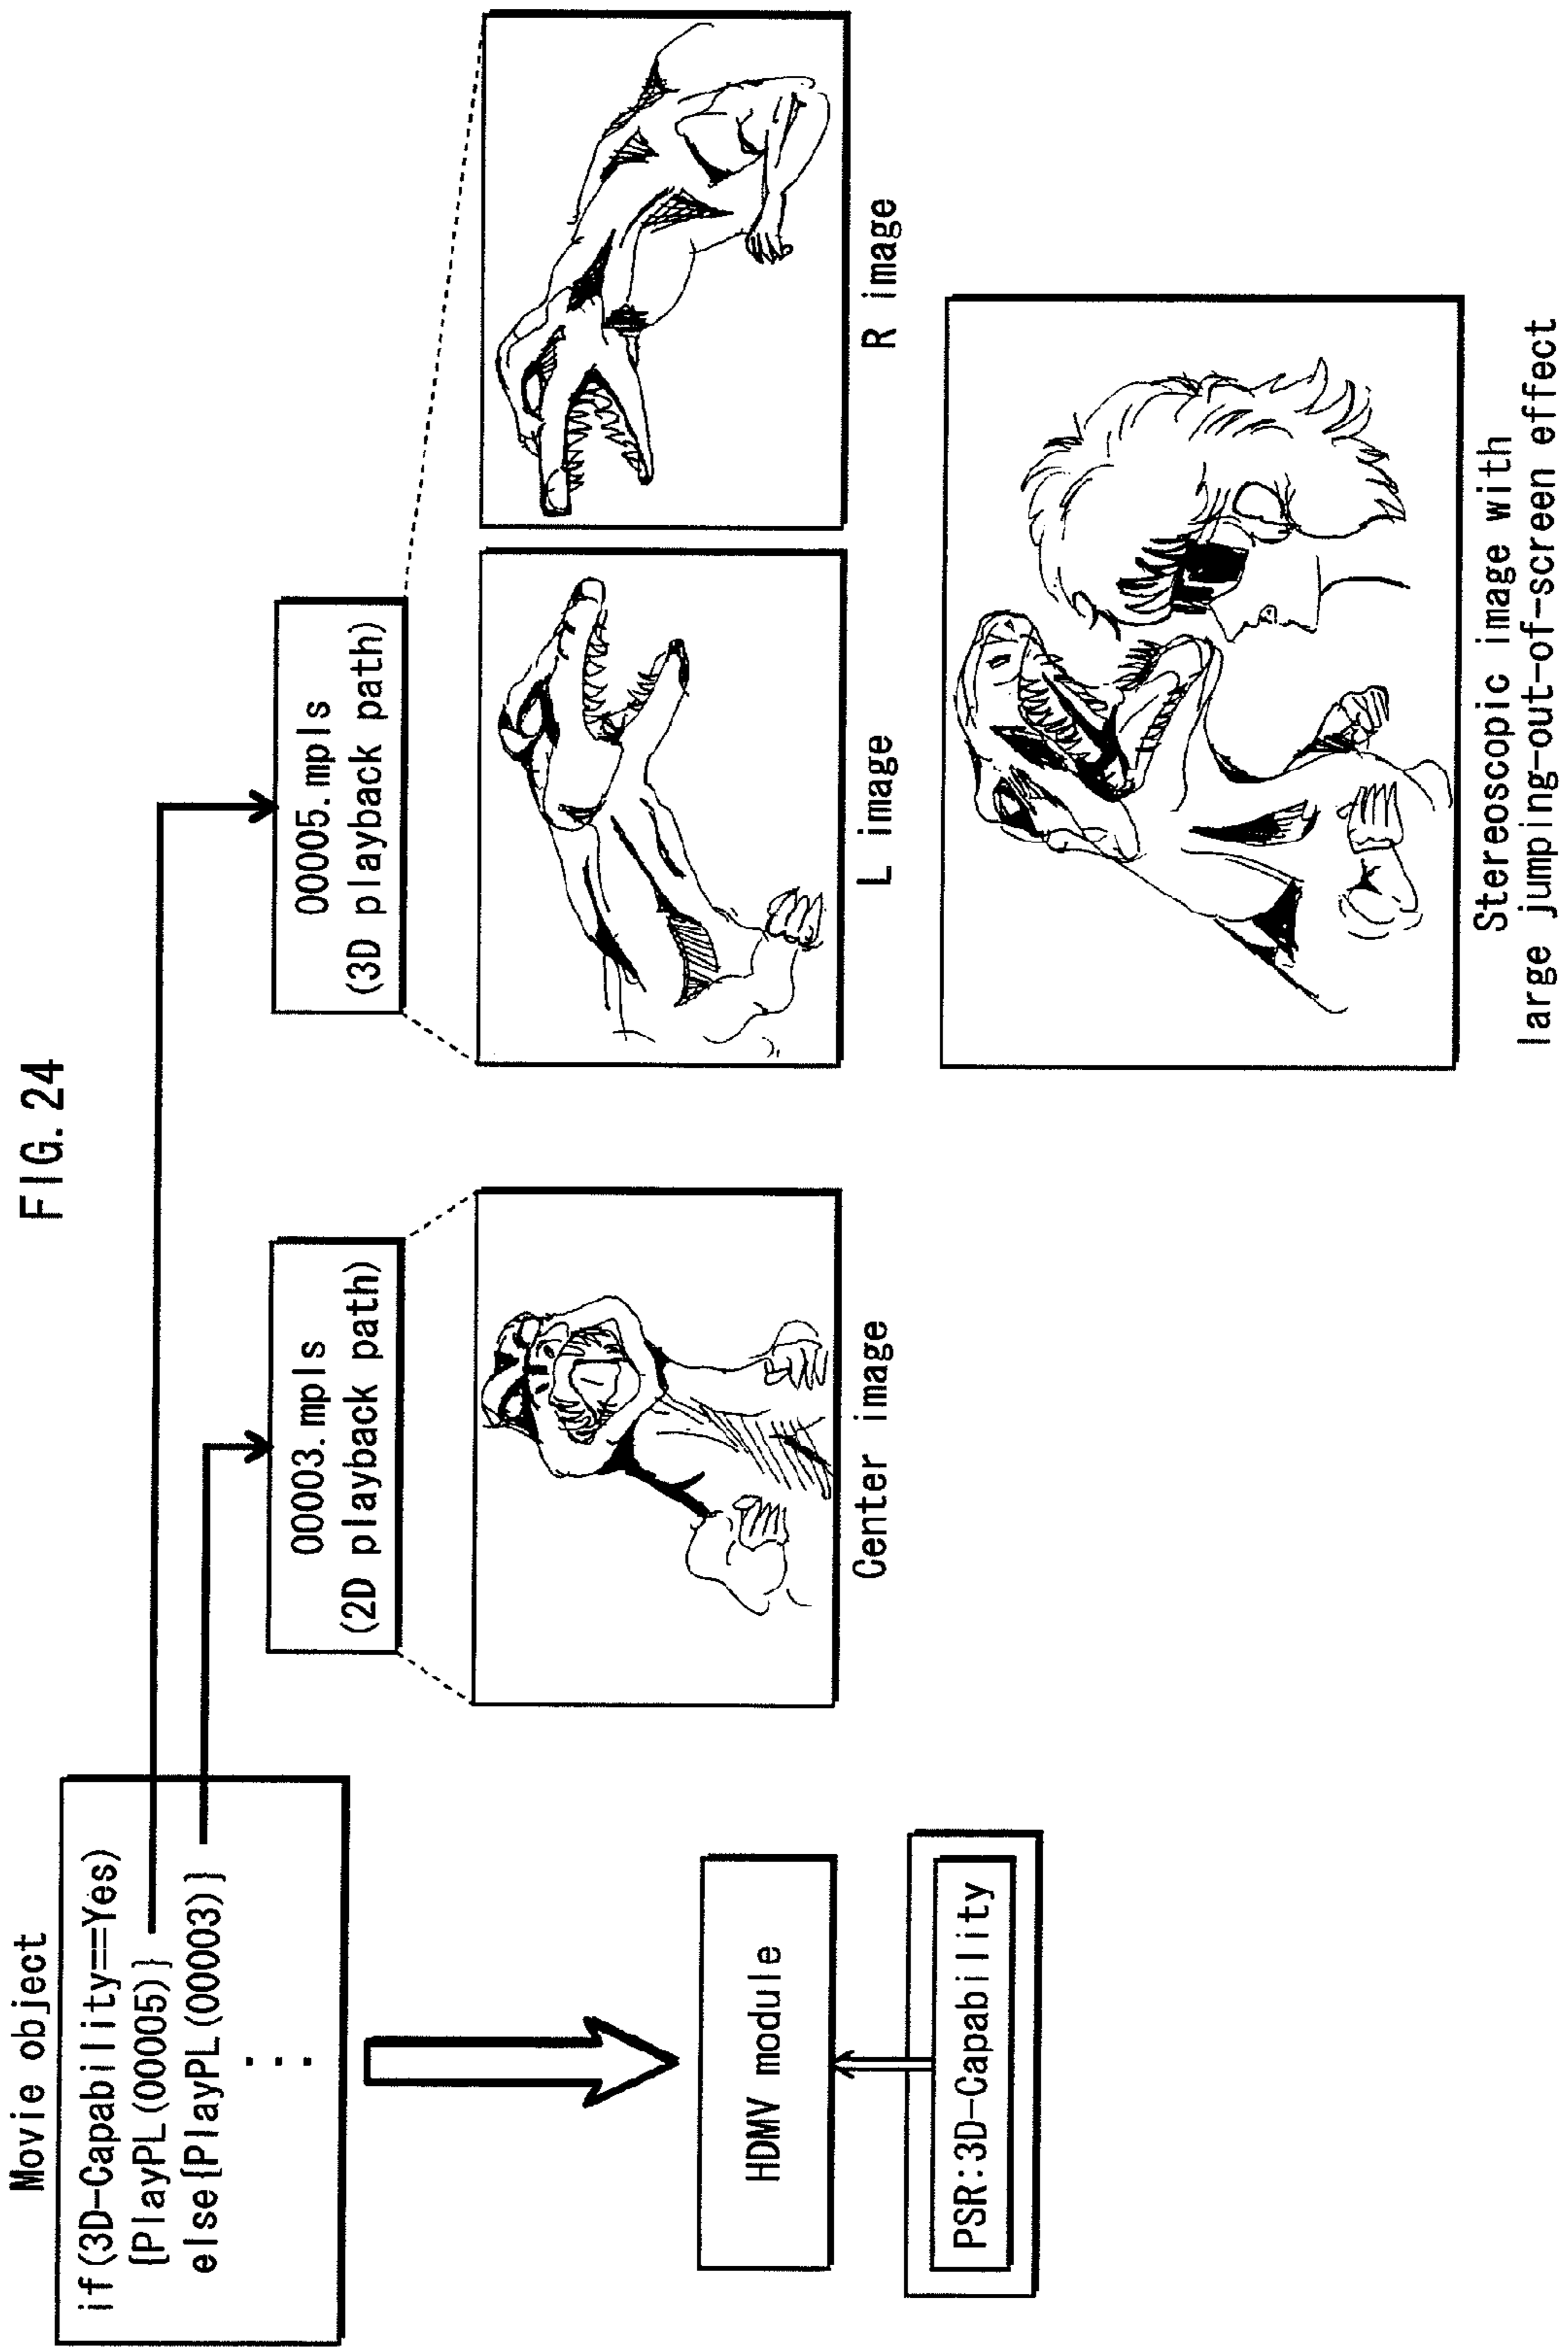 FIG. 24
Movie object
if(3D-Capability==Yes)
{PlayPL(00005)}
else{PlayPL(00003)}
⋮
HDMV module
PSR:3D-Capability
00003.mpls
(2D playback path)
Center image
00005.mpls
(3D playback path)
L image
R image
Stereoscopic image with
large jumping-out-of-screen effect